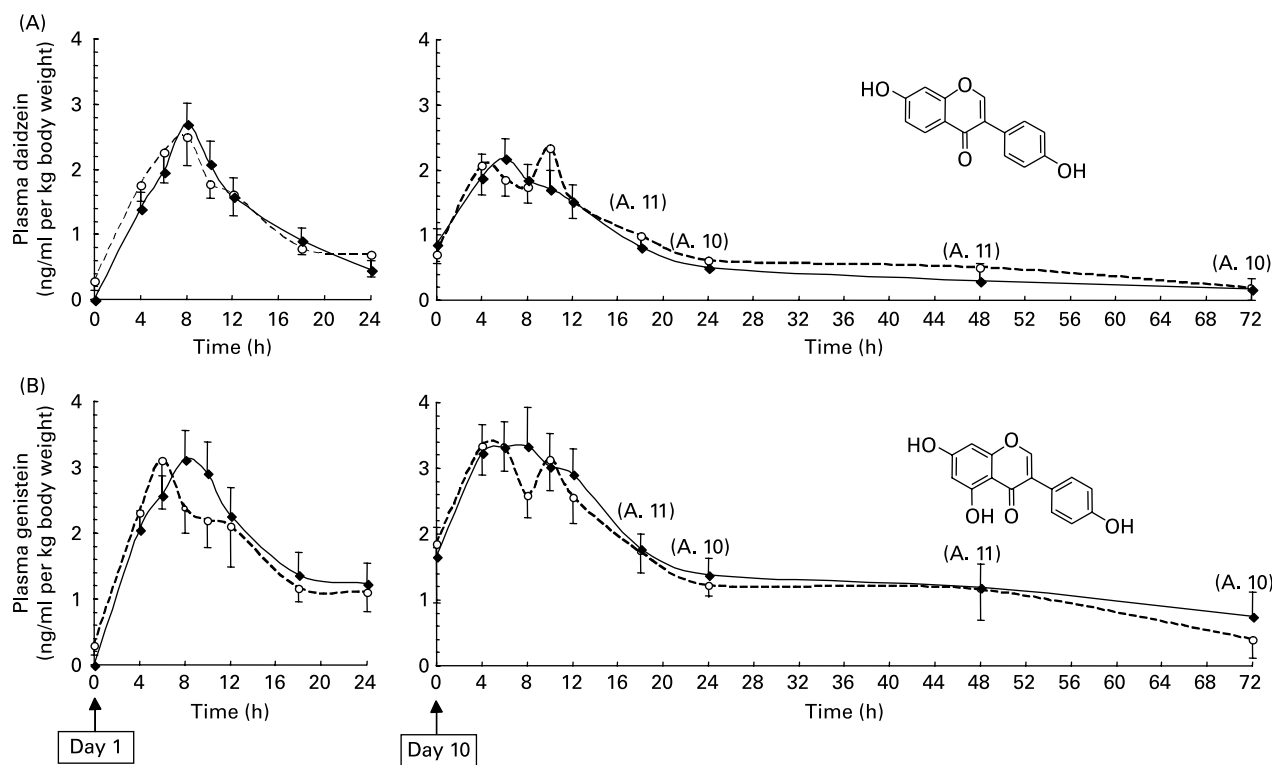 (A)
Plasma daidzein
(ng/ml per kg body weight)
4
3
2
1
0
0 4 8 12 16 20 24
Time (h)
4
3
2
1
0
(A. 11)
(A. 10)
(A. 11)
(A. 10)
HO
O
O
OH
0 4 8 12 16 20 24 28 32 36 40 44 48 52 56 60 64 68 72
Time (h)
(B)
Plasma genistein
(ng/ml per kg body weight)
4
3
2
1
0
0 4 8 12 16 20 24
Time (h)
Day 1
4
3
2
1
0
(A. 11)
(A. 10)
(A. 11)
(A. 10)
HO
O
OH O
OH
0 4 8 12 16 20 24 28 32 36 40 44 48 52 56 60 64 68 72
Time (h)
Day 10